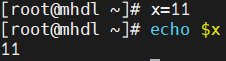 [root@mhdl ~]# x=11
[root@mhdl ~]# echo $x
11